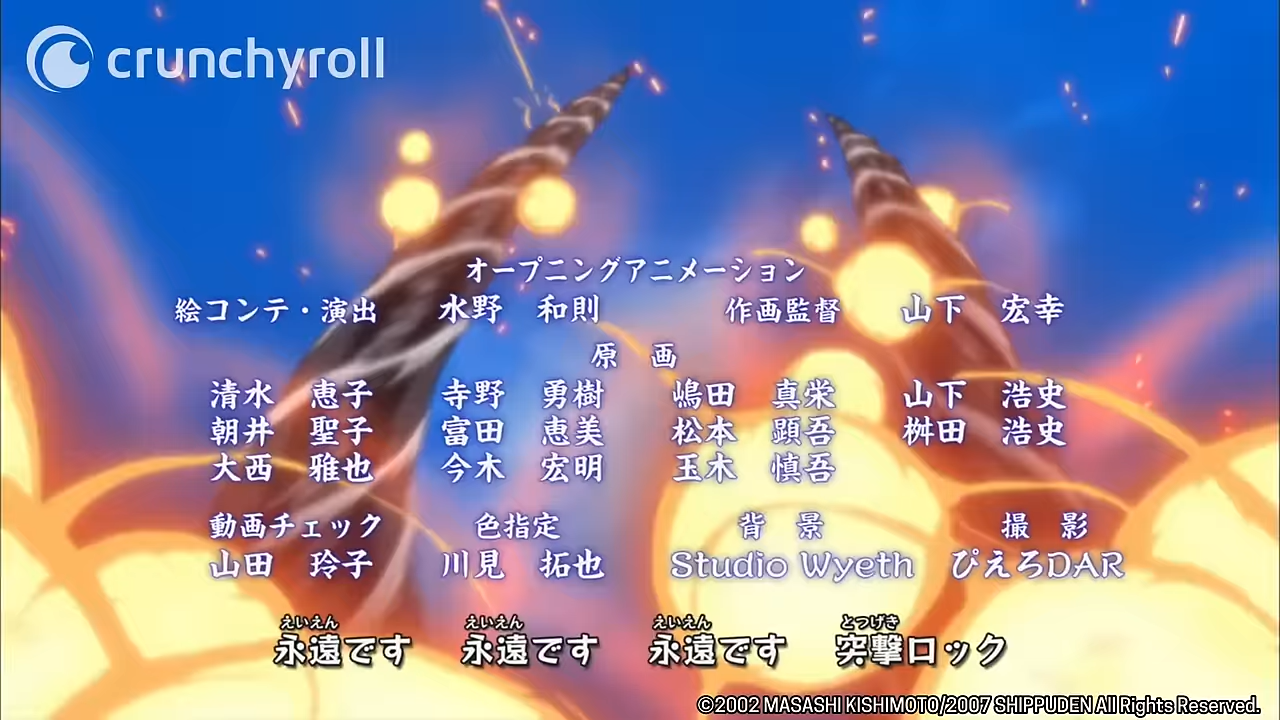 crunchyroll
オープニングアニメーション
絵コンテ・演出 水野 和則 作画監督 山下 宏幸
原 画
清水 恵子 寺野 勇樹 嶋田 真栄 山下 浩史
朝井 聖子 富田 恵美 松本 顕吾 桝田 浩史
大西 雅也 今木 宏明 玉木 慎吾
動画チェック 色指定 背 景 撮 影
山田 玲子 川見 拓也 Studio Wyeth ぴえろDAR
えいえん えいえん えいえん とつげき
永遠です 永遠です 永遠です 突撃ロック
©2002 MASASHI KISHIMOTO/2007 SHIPPUDEN All Rights Reserved.